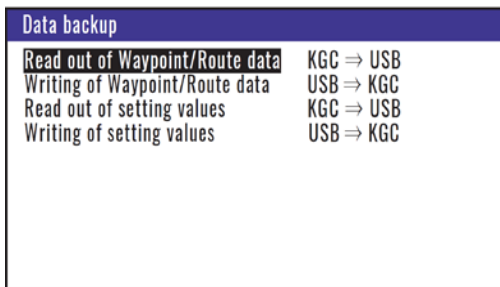 Data backup
Read out of Waypoint/Route data KGC ⇒ USB
Writing of Waypoint/Route data USB ⇒ KGC
Read out of setting values KGC ⇒ USB
Writing of setting values USB ⇒ KGC